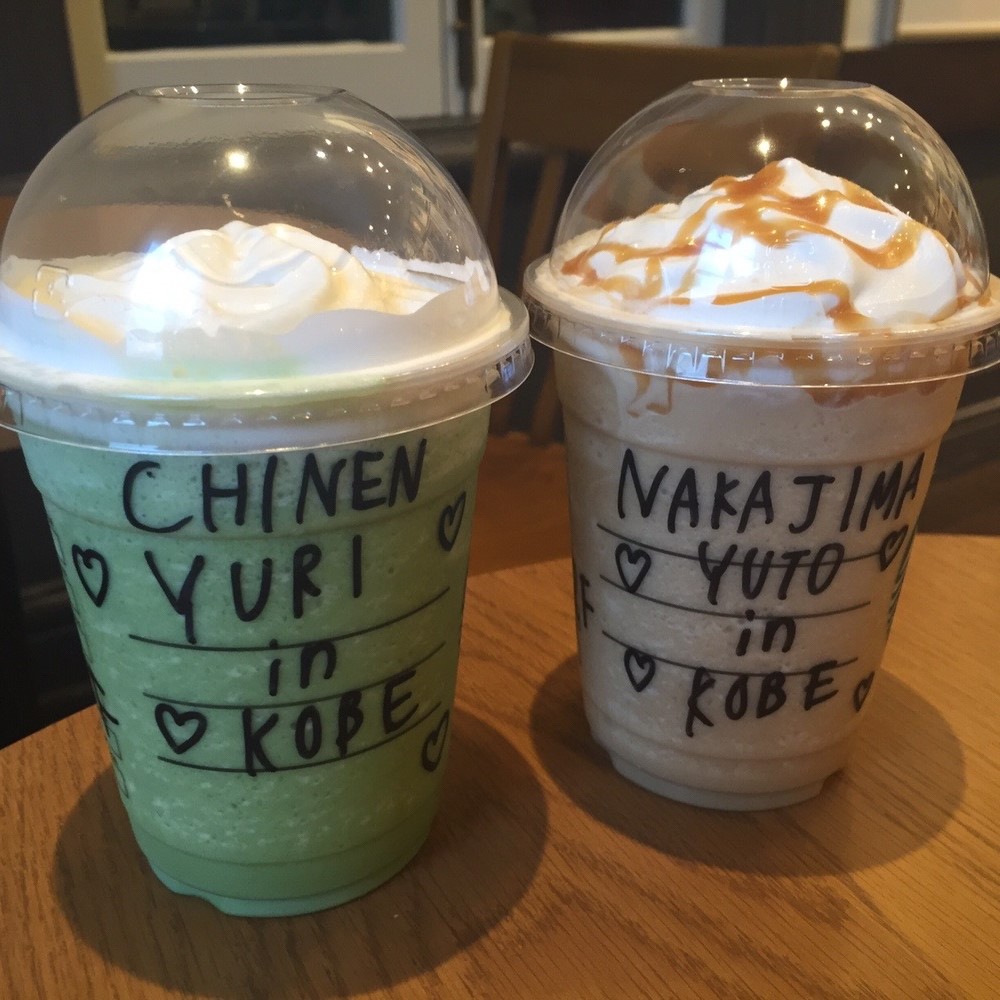 CHINEN
YURI
in
KOBE
NAKAJIMA
YUTO
in
KOBE
F